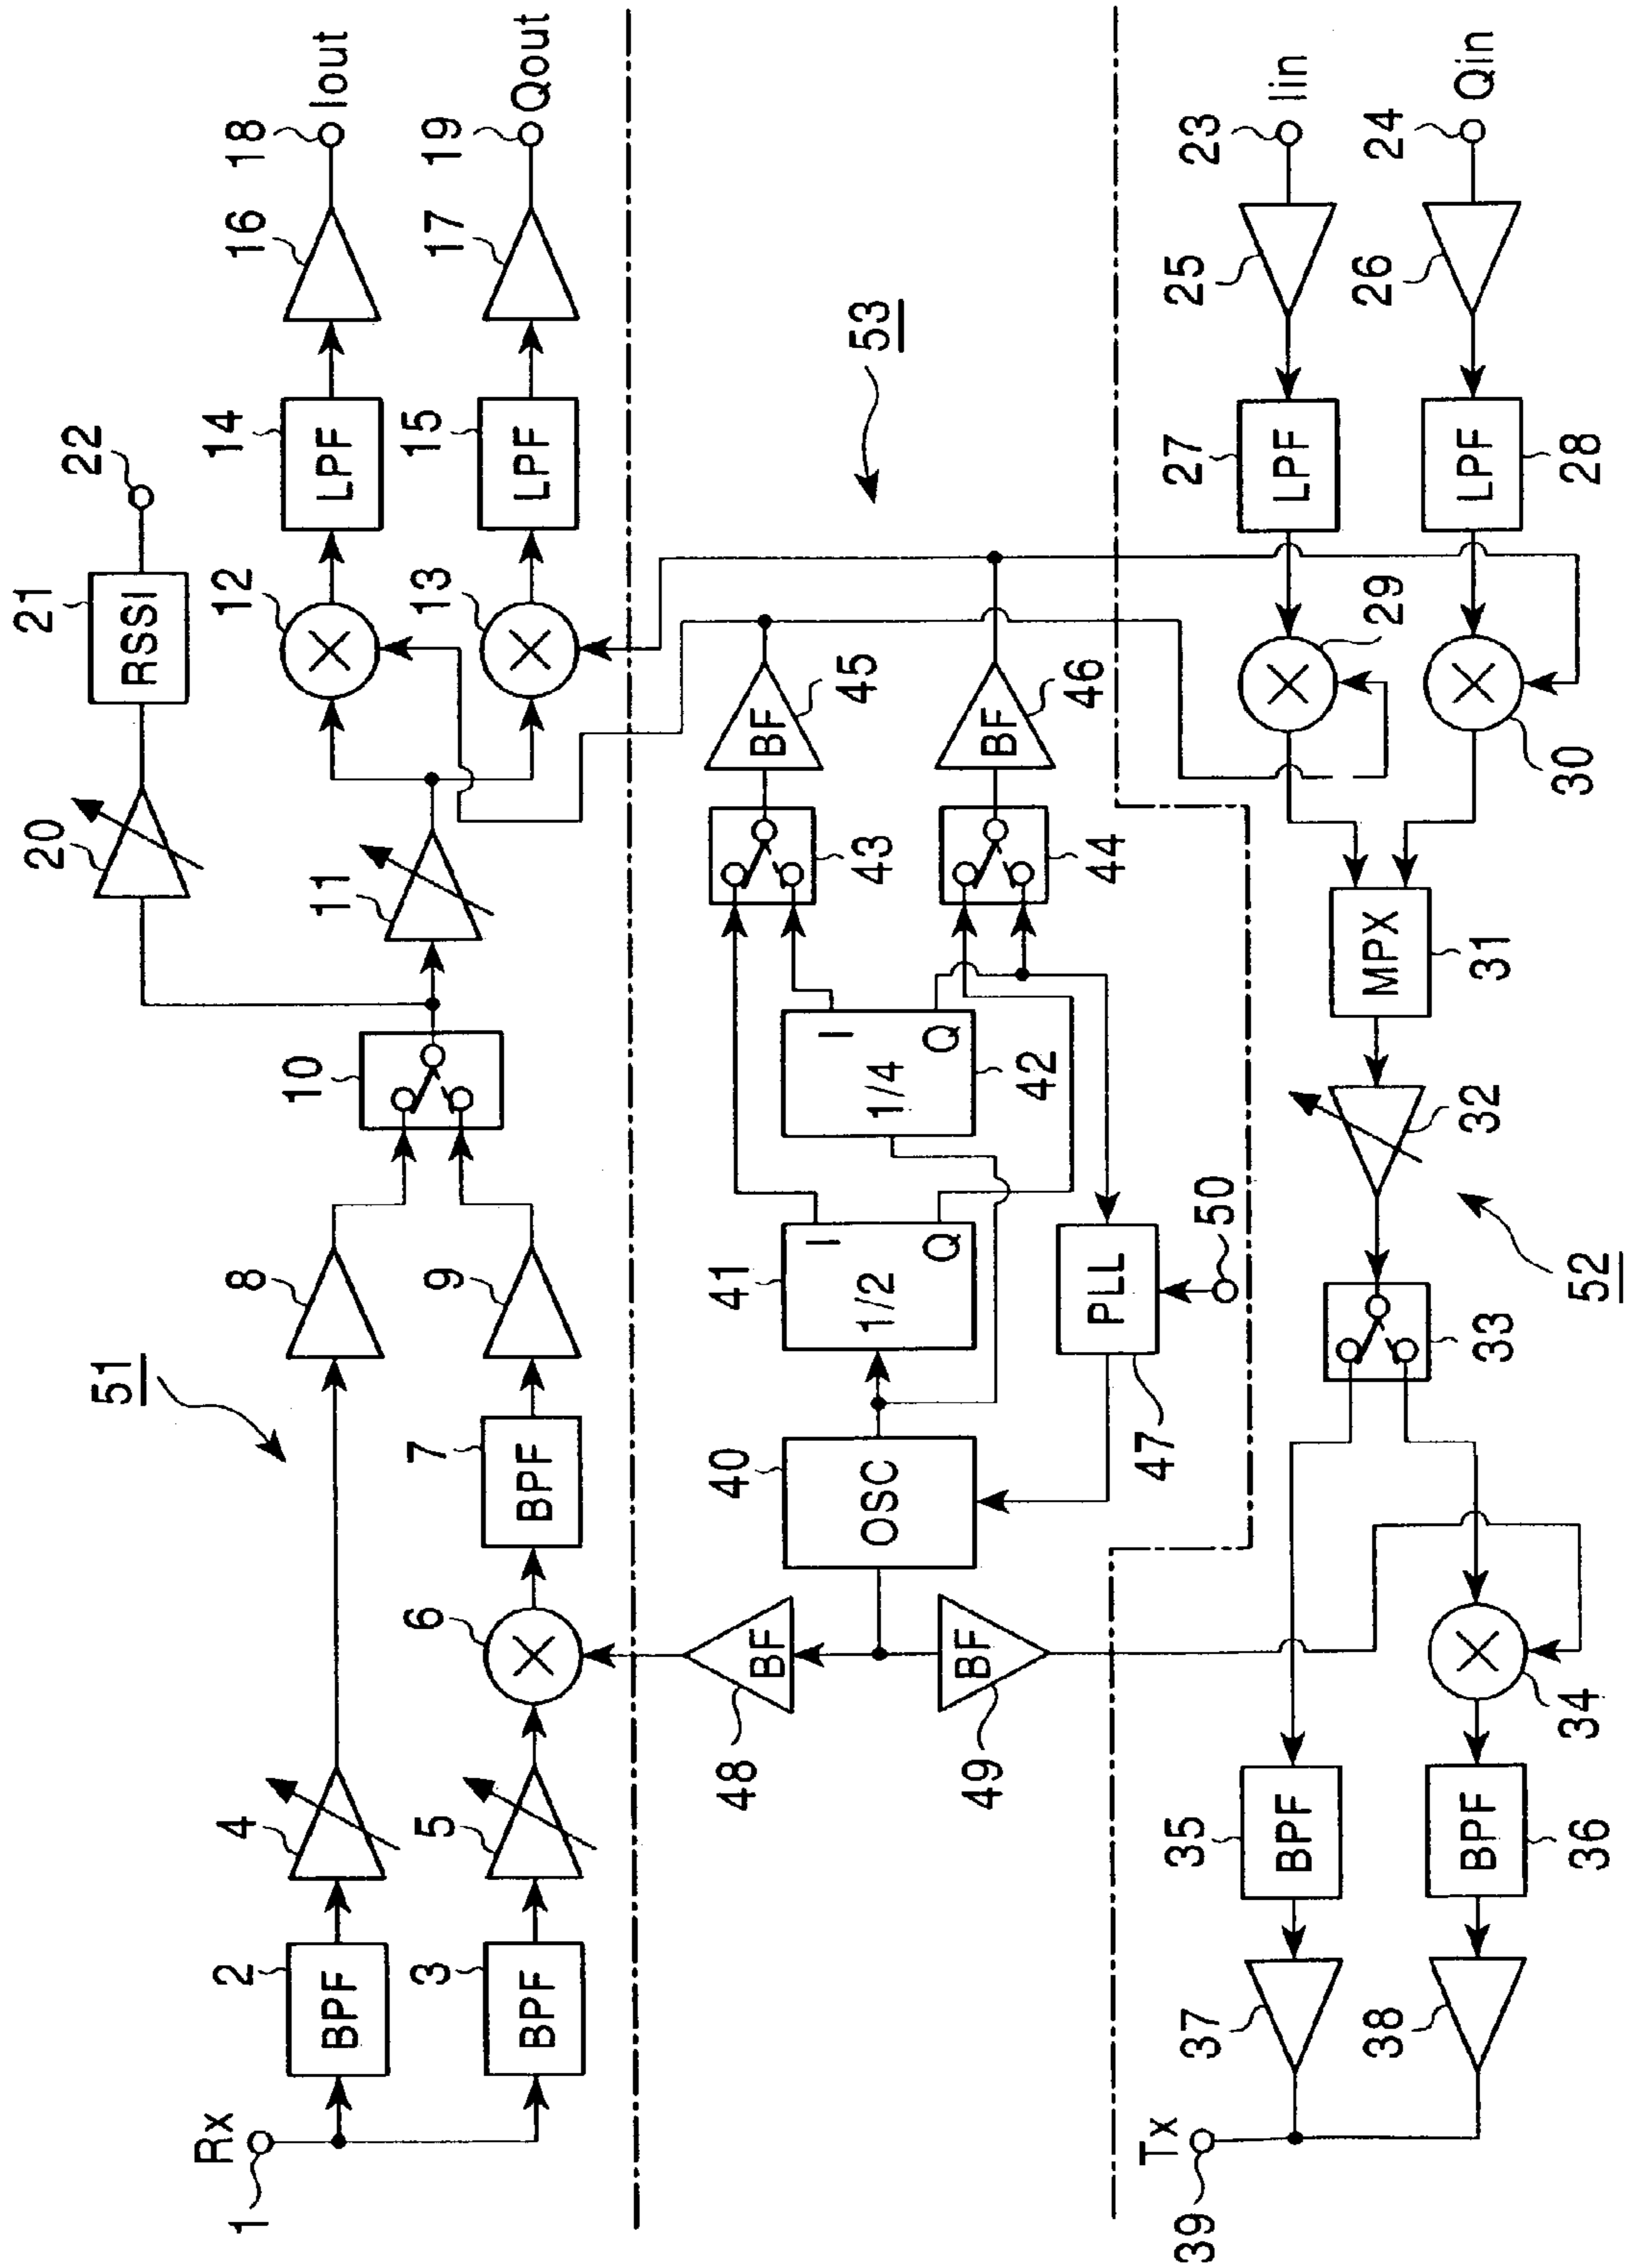 21
RSSI
22
20
12
14
16
18
Iout
LPF
11
13
15
17
19
Qout
LPF
10
51
8
9
7
BPF
6
4
5
2
BPF
3
BPF
Rx
1
53
45
BF
46
BF
43
44
I
1/4
Q
42
41
I
1/2
Q
40
OSC
PLL
47
50
48
BF
BF
49
23
Iin
25
24
Qin
26
27
LPF
LPF
28
29
30
MPX
31
32
52
33
34
35
BPF
BPF
36
37
38
Tx
39